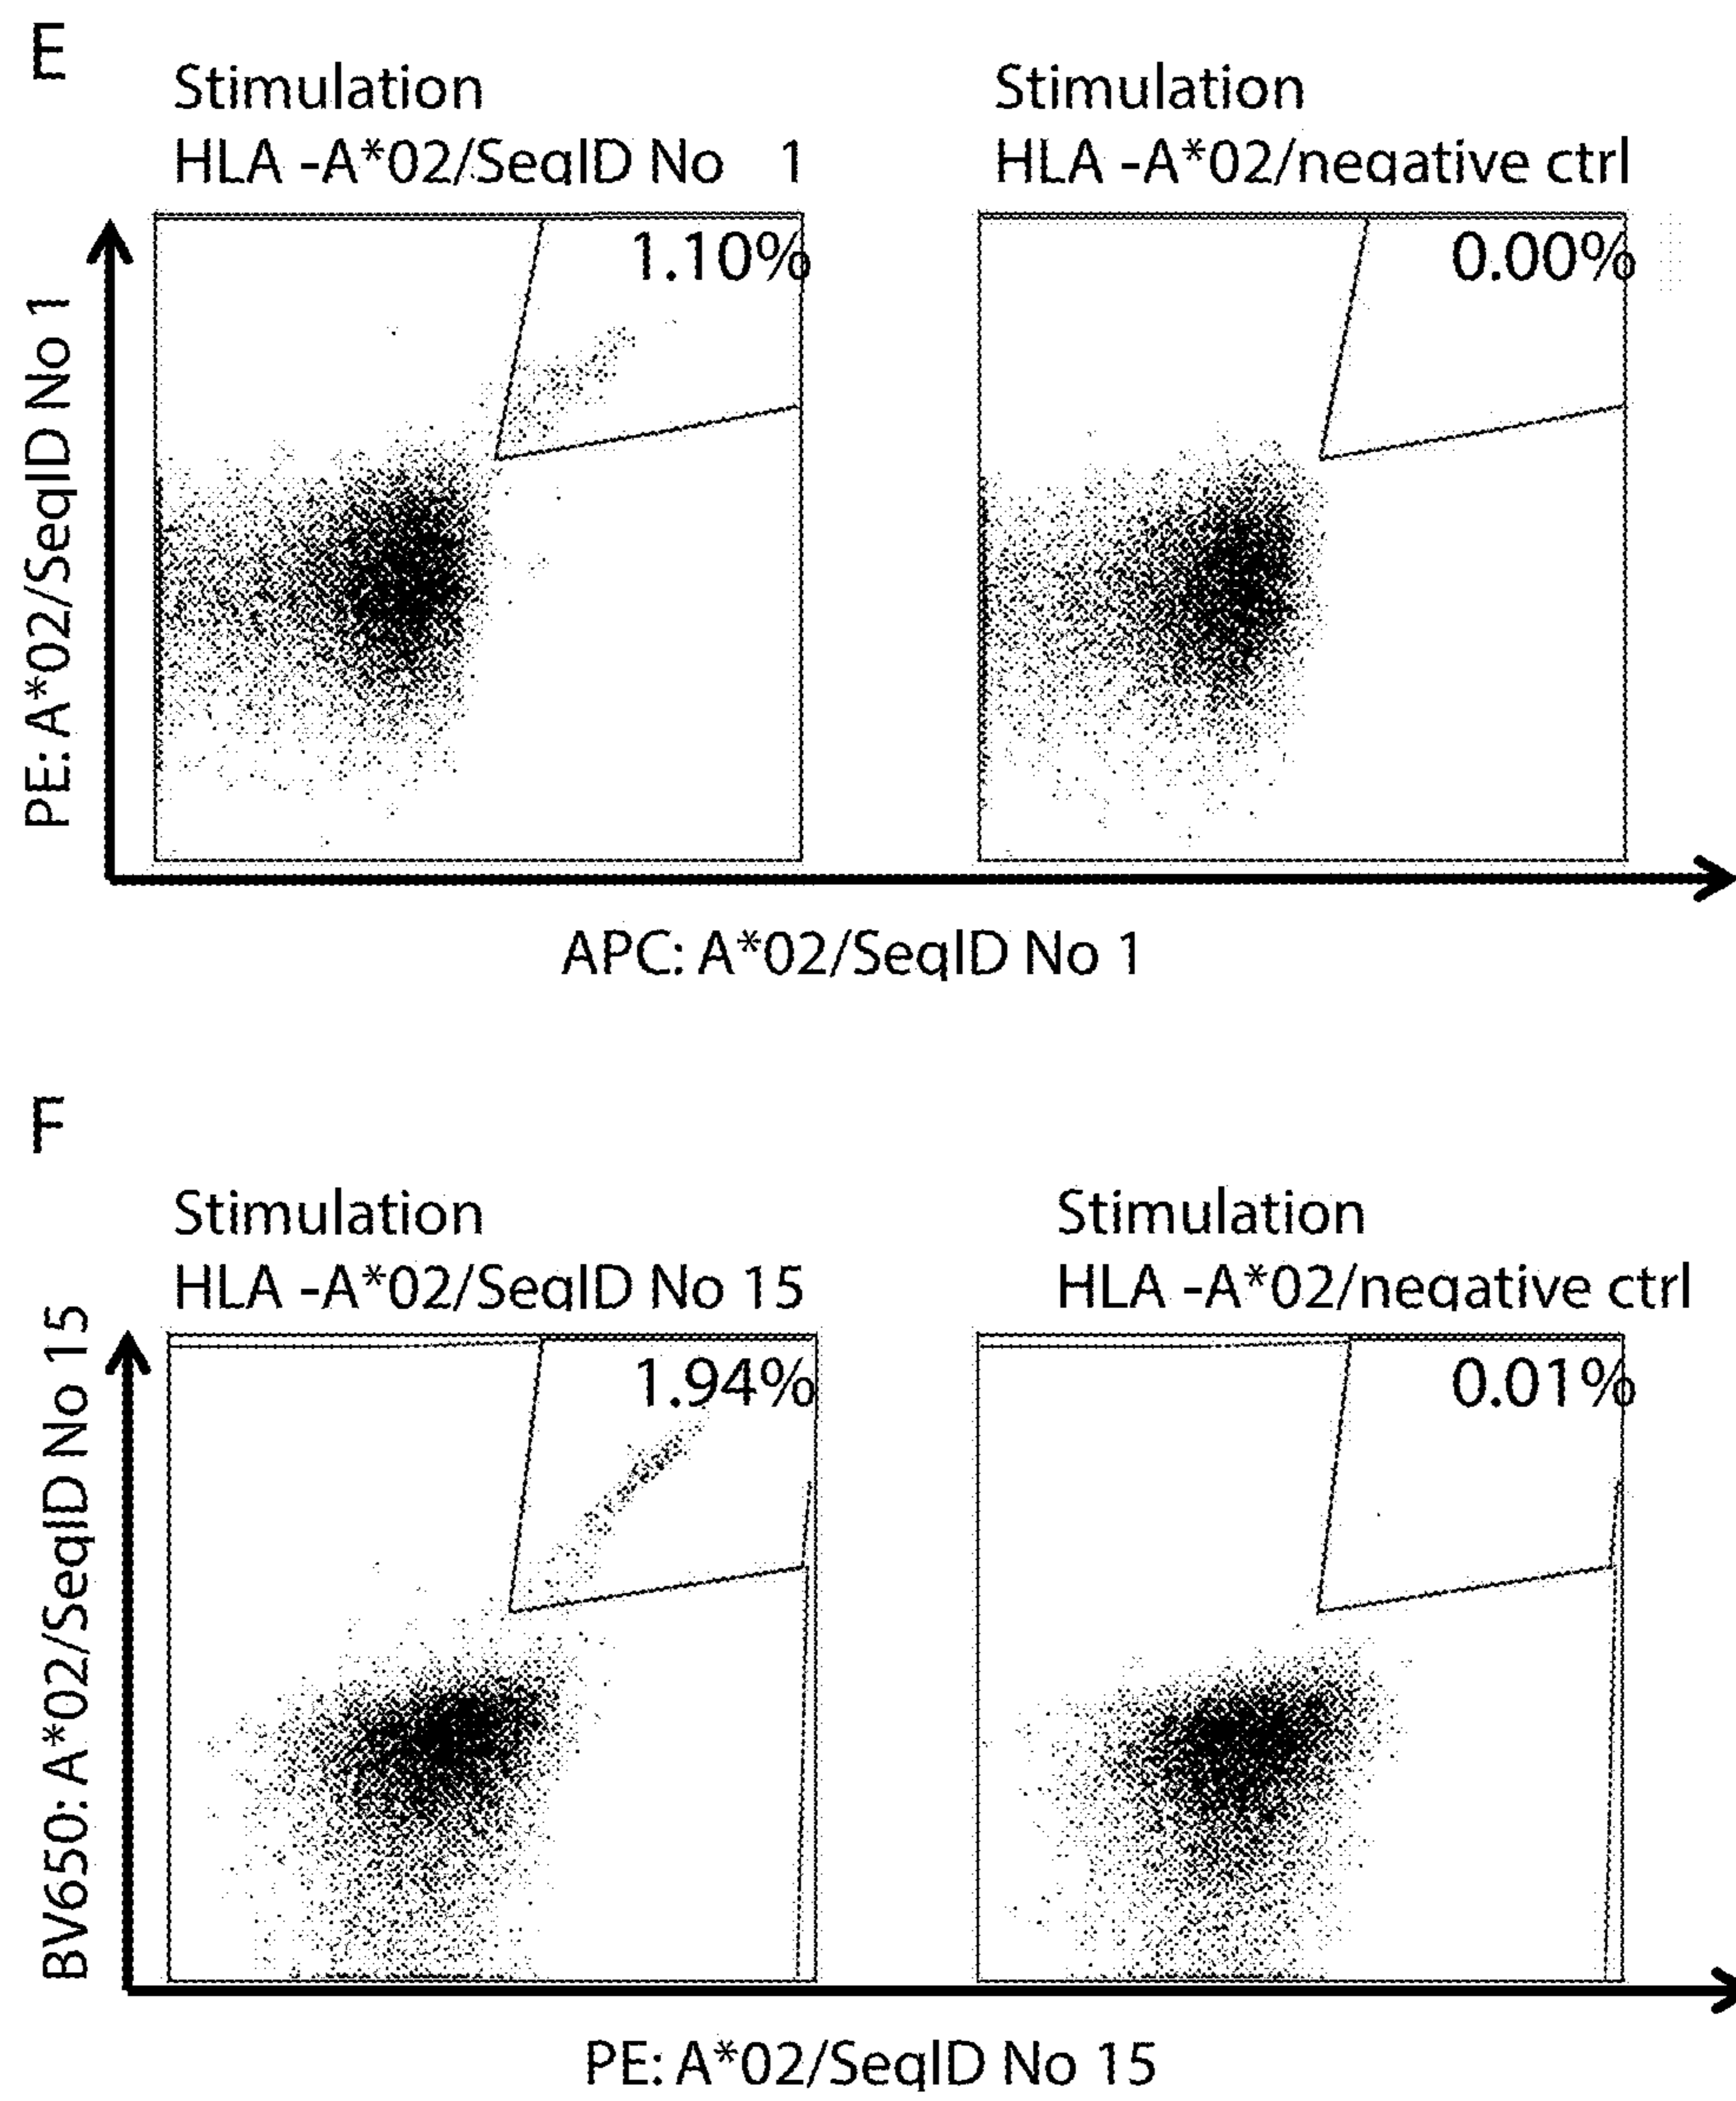 E
Stimulation
HLA -A*02/SeqID No 1
Stimulation
HLA -A*02/negative ctrl
1.10%
0.00%
PE: A*02/SeqID No 1
APC: A*02/SeqID No 1
F
Stimulation
HLA -A*02/SeqID No 15
Stimulation
HLA -A*02/negative ctrl
1.94%
0.01%
BV650: A*02/SeqID No 15
PE: A*02/SeqID No 15